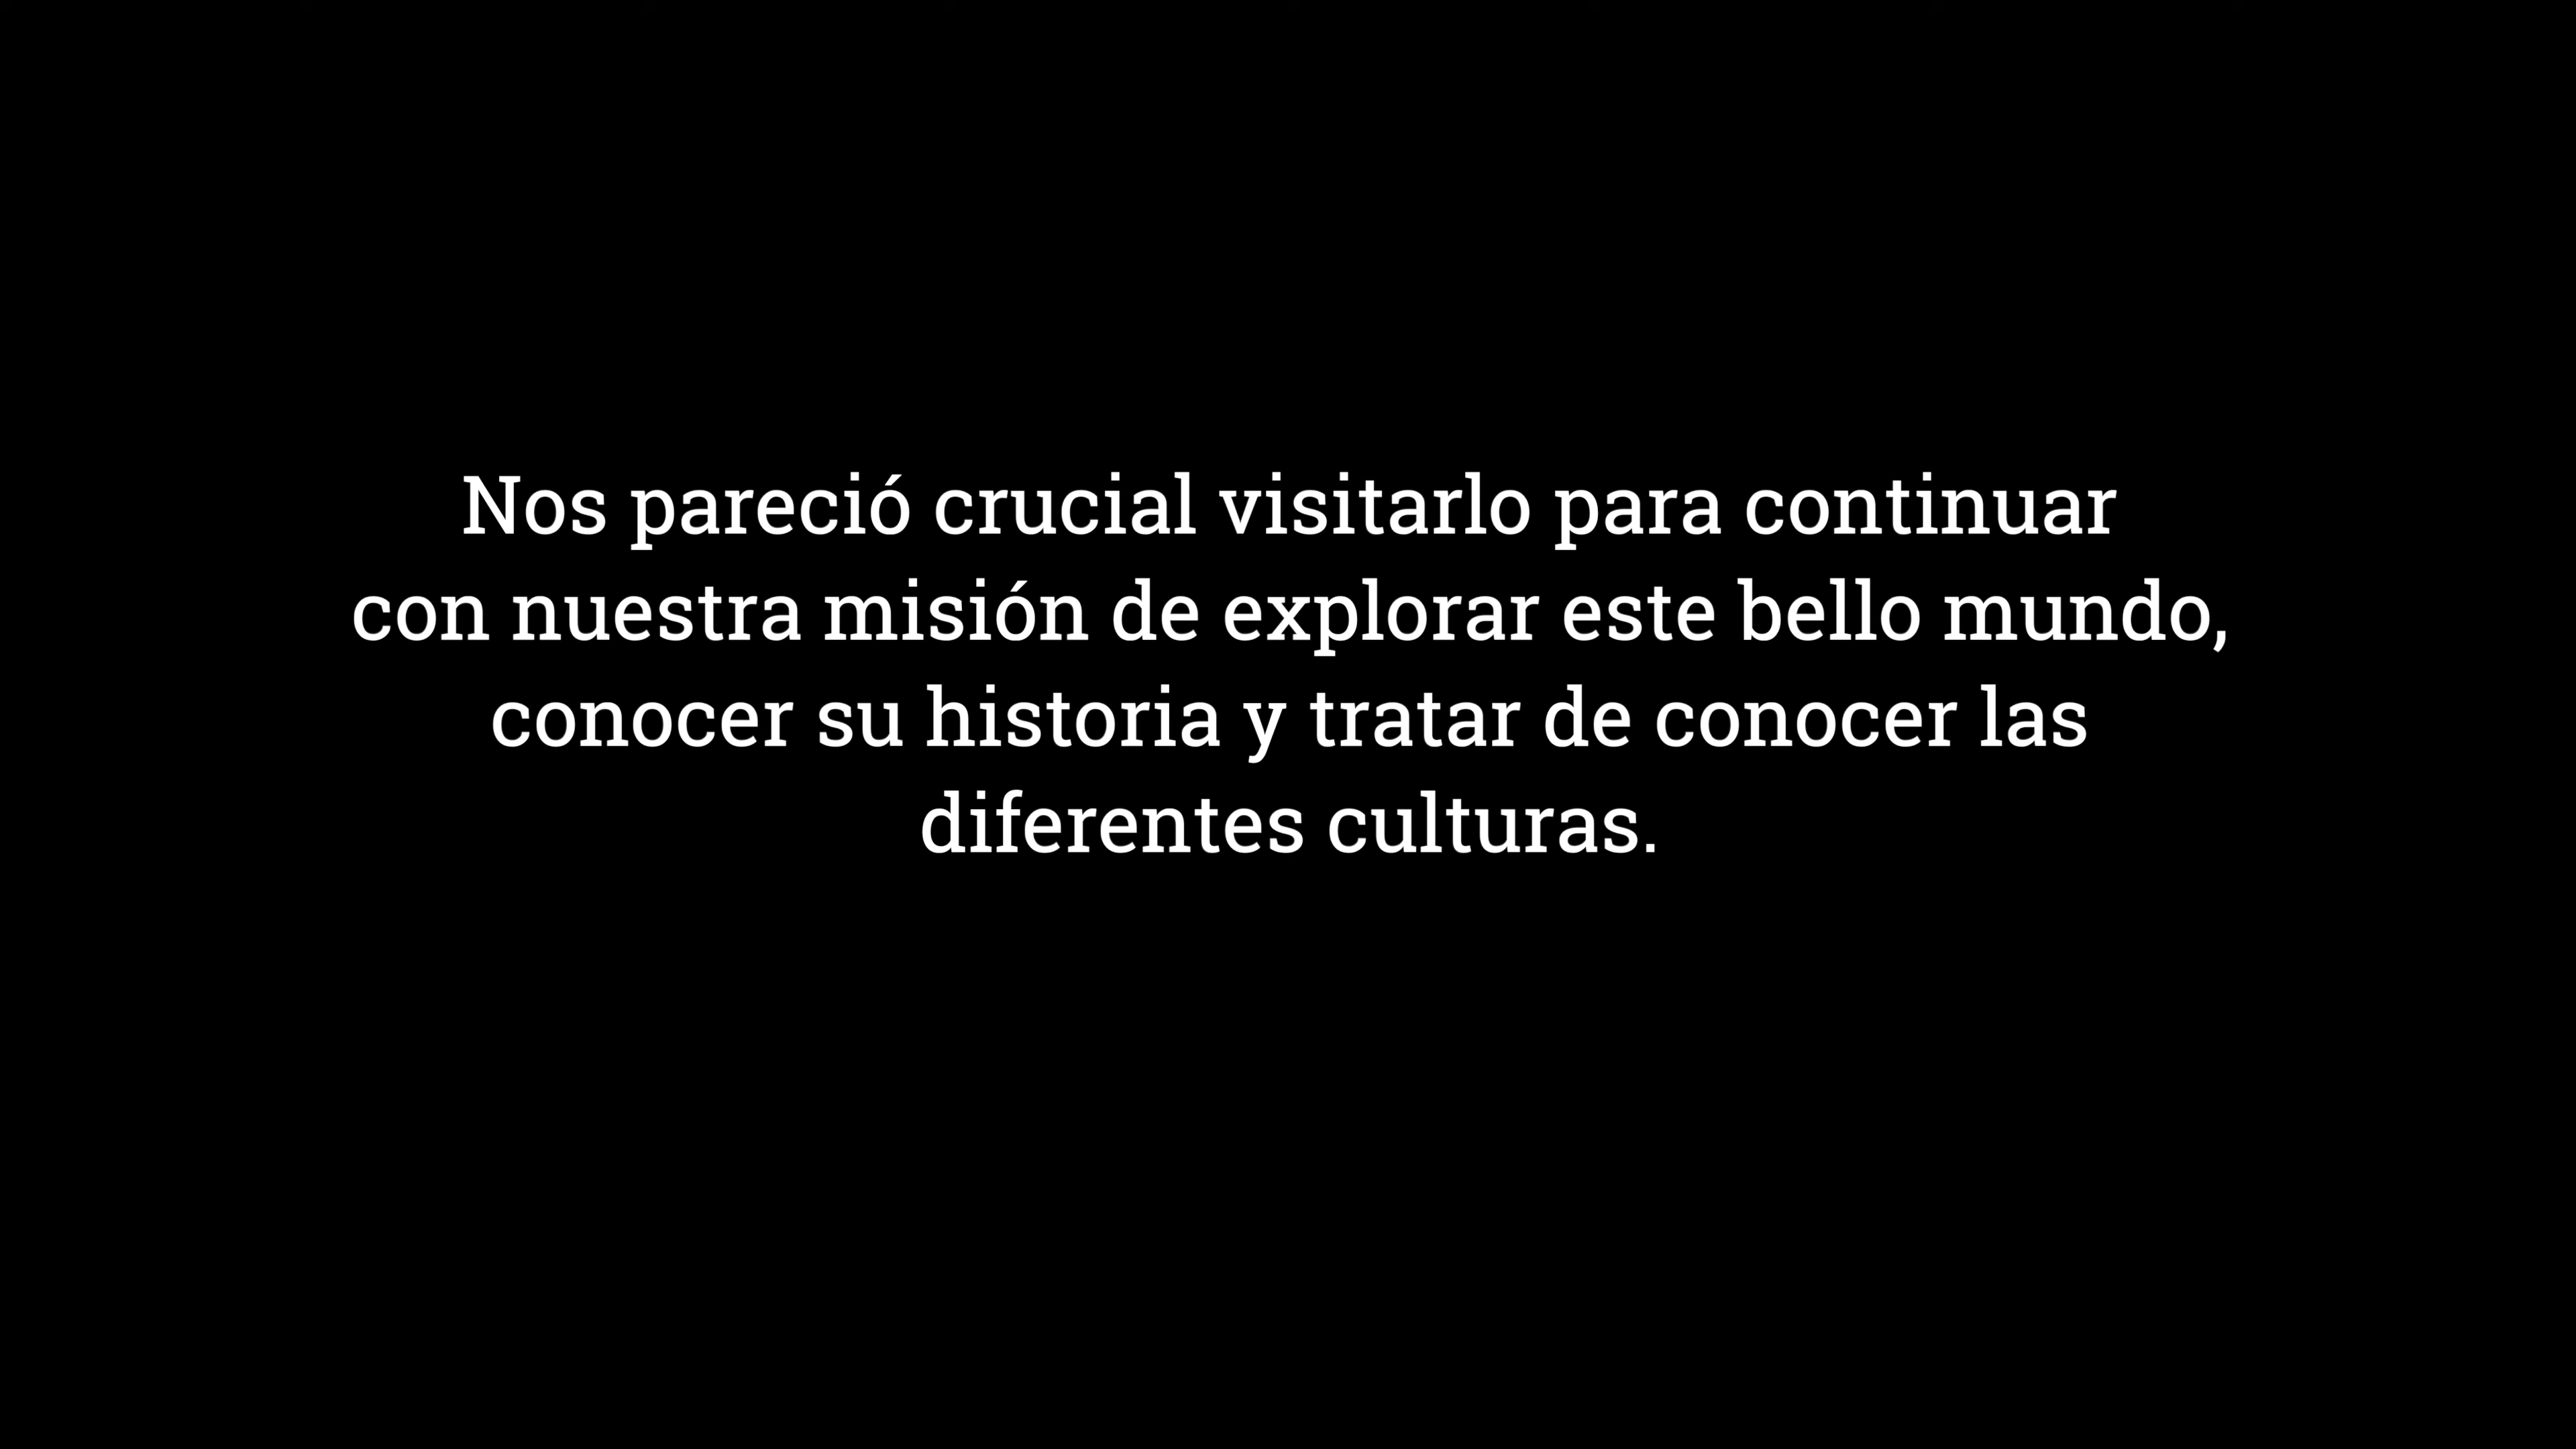 Nos pareció crucial visitarlo para continuar
con nuestra misión de explorar este bello mundo,
conocer su historia y tratar de conocer las
diferentes culturas.